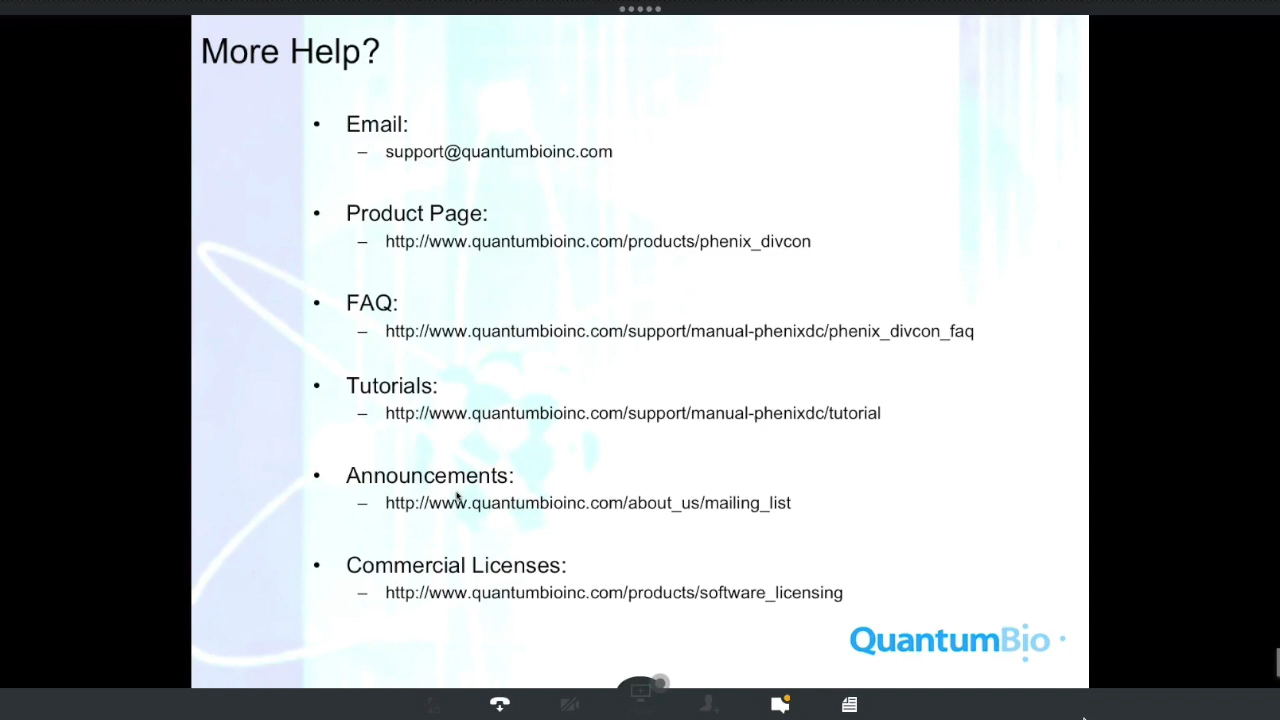 More Help?
• Email:
– support@quantumbioinc.com
• Product Page:
– http://www.quantumbioinc.com/products/phenix_divcon
• FAQ:
– http://www.quantumbioinc.com/support/manual-phenixdc/phenix_divcon_faq
• Tutorials:
– http://www.quantumbioinc.com/support/manual-phenixdc/tutorial
• Announcements:
– http://www.quantumbioinc.com/about_us/mailing_list
• Commercial Licenses:
– http://www.quantumbioinc.com/products/software_licensing
QuantumBio